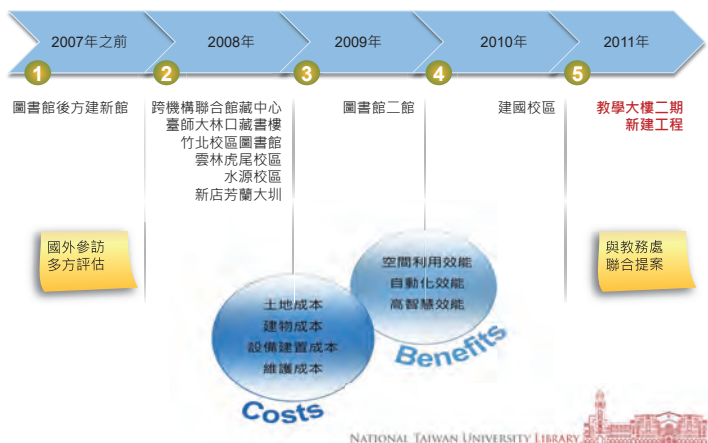 2007年之前
2008年
2009年
2010年
2011年
1
2
3
4
5
圖書館後方建新館
跨機構聯合館藏中心
臺師大林口藏書樓
竹北校區圖書館
雲林虎尾校區
水源校區
新店芳蘭大圳
圖書館二館
建國校區
教學大樓二期
新建工程
國外參訪
多方評估
與教務處
聯合提案
空間利用效能
自動化效能
高智慧效能
Benefits
土地成本
建物成本
設備建置成本
維護成本
Costs
NATIONAL TAIWAN UNIVERSITY LIBRARY